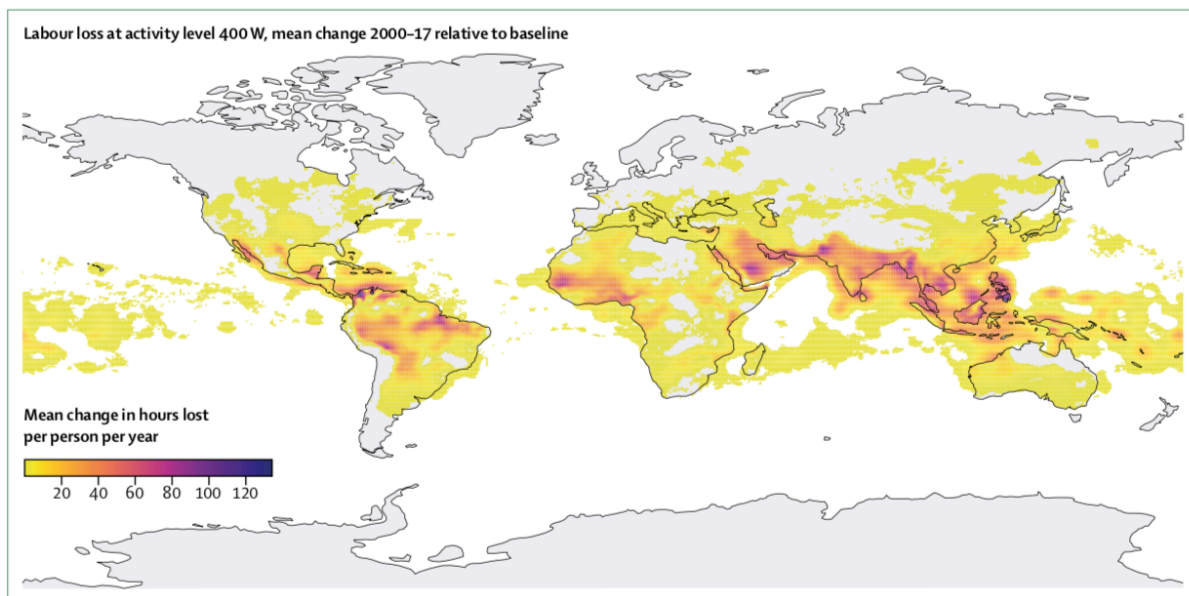 Labour loss at activity level 400 W, mean change 2000–17 relative to baseline
Mean change in hours lost
per person per year
20 40 60 80 100 120